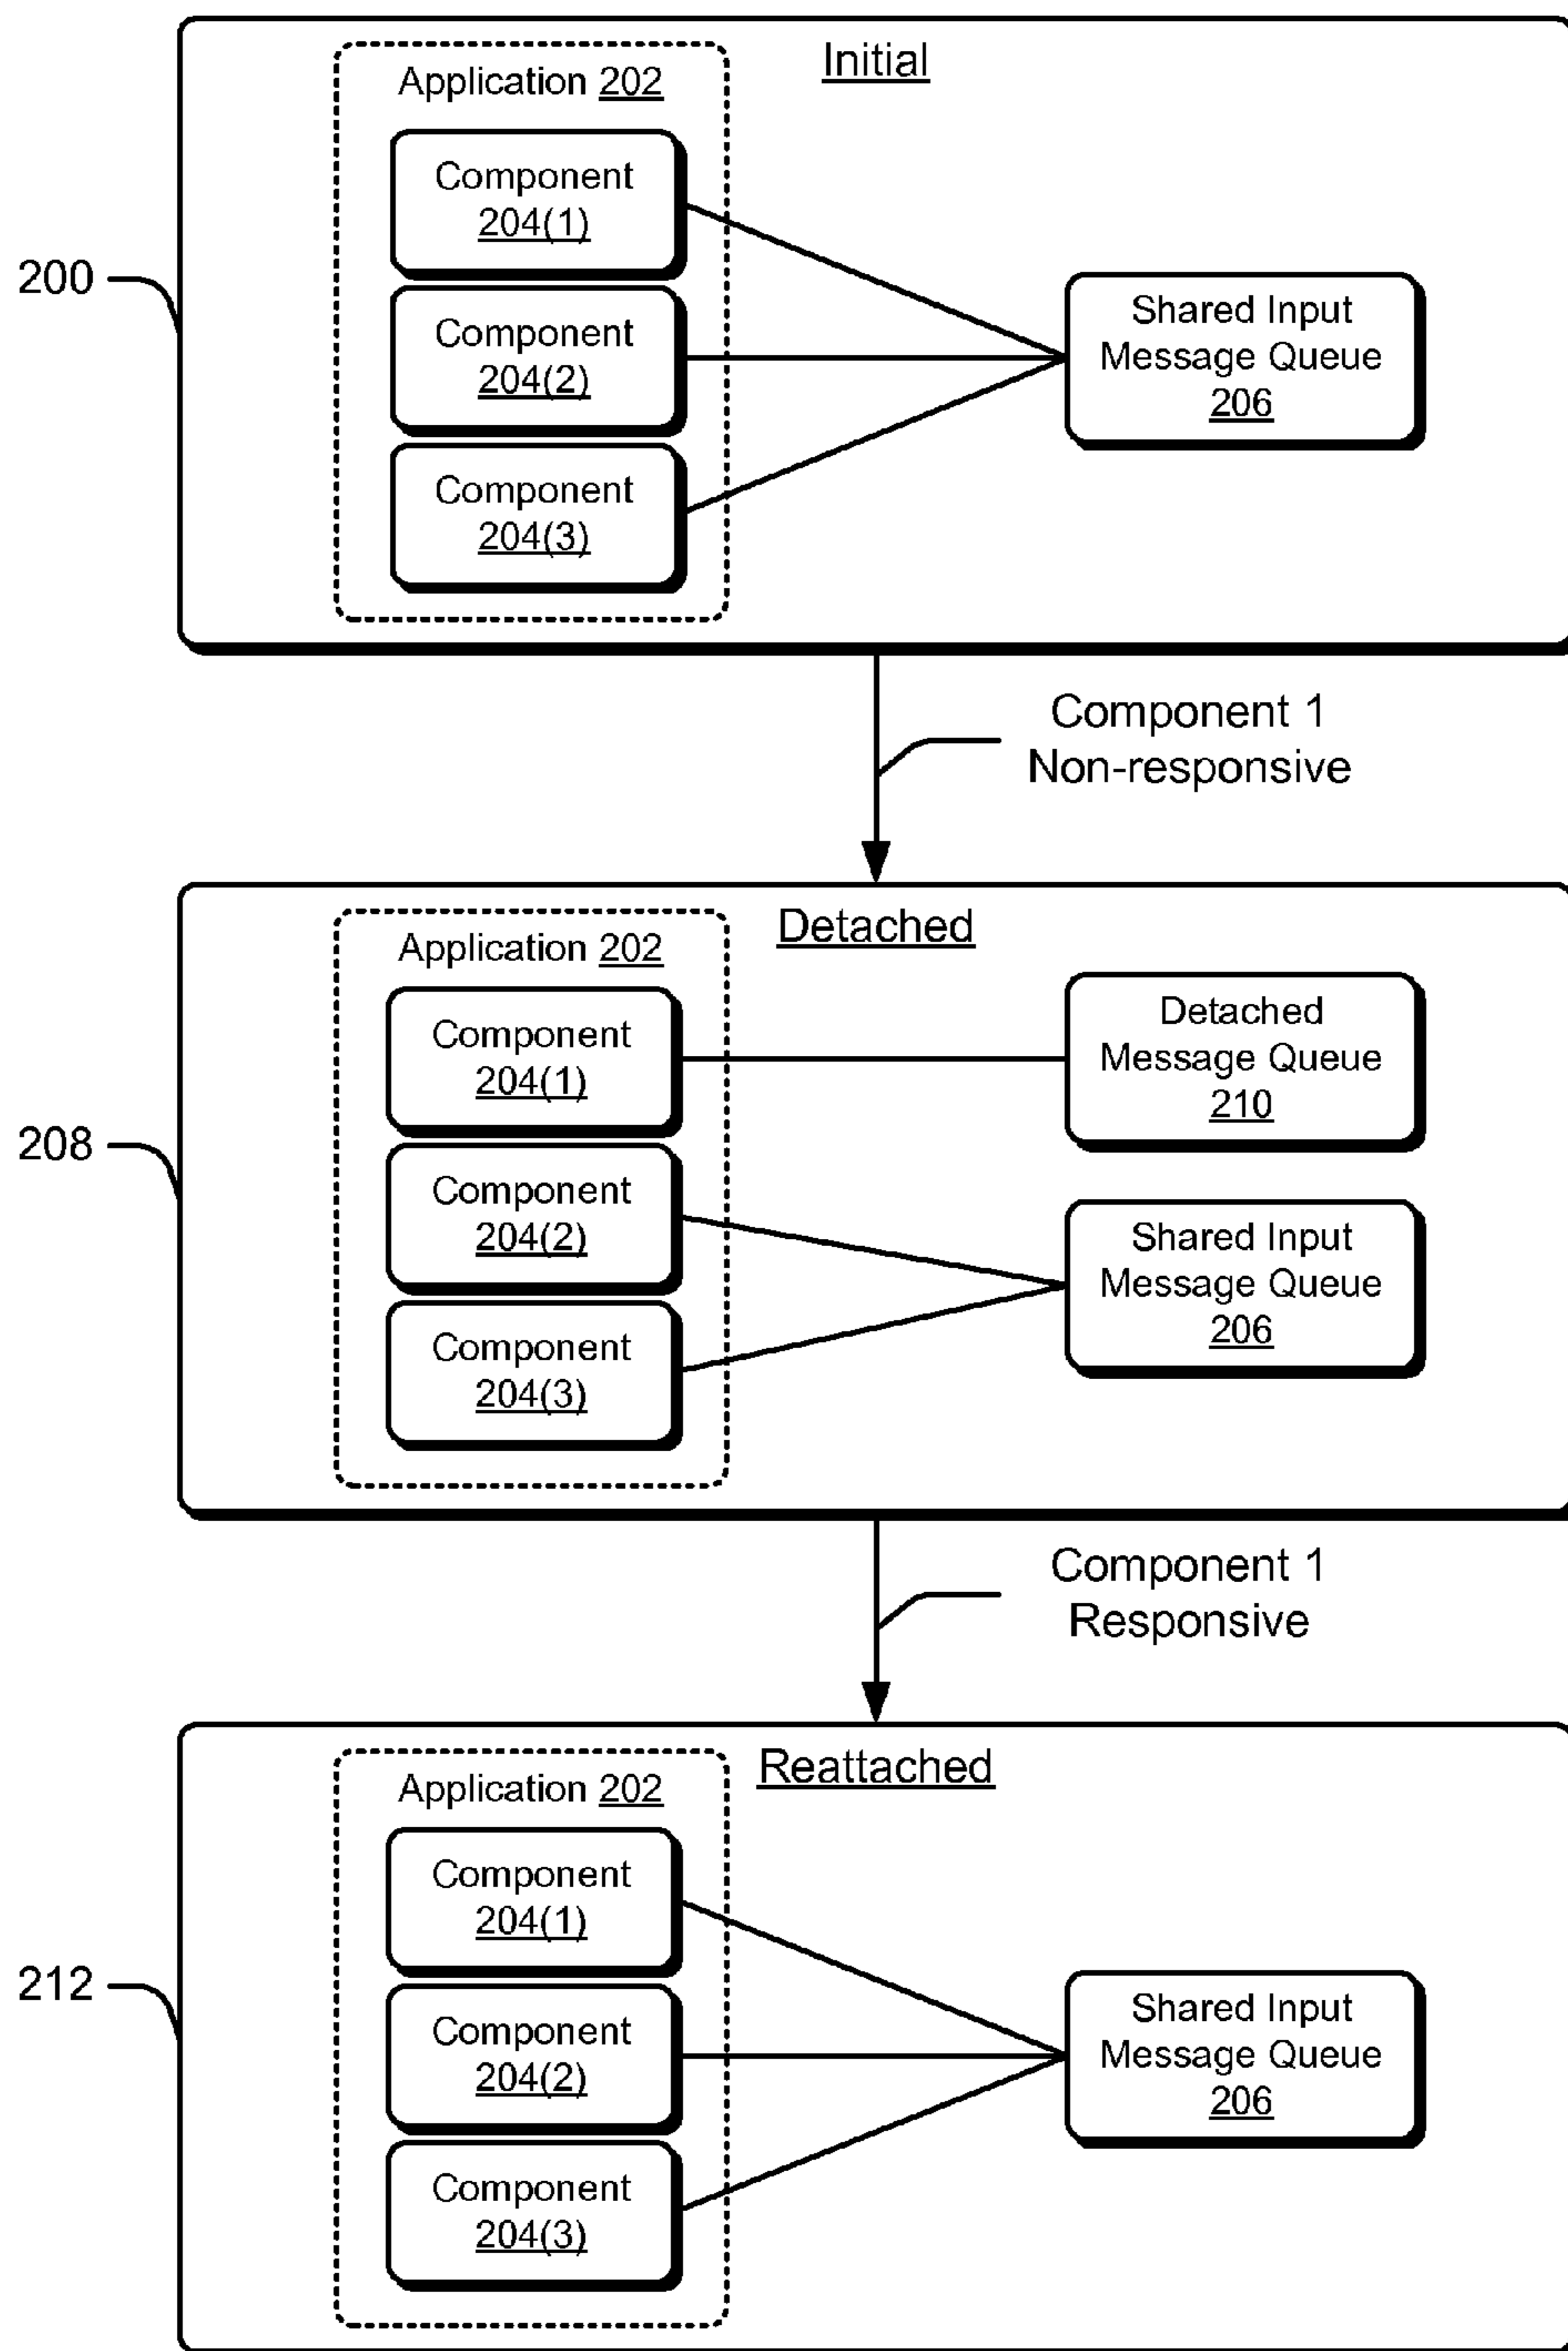 Initial
Application 202
Component
204(1)
200
Component
204(2)
Component
204(3)
Shared Input
Message Queue
206
Component 1
Non-responsive
Detached
Application 202
Component
204(1)
Detached
Message Queue
210
208
Component
204(2)
Component
204(3)
Shared Input
Message Queue
206
Component 1
Responsive
Reattached
Application 202
Component
204(1)
212
Component
204(2)
Component
204(3)
Shared Input
Message Queue
206